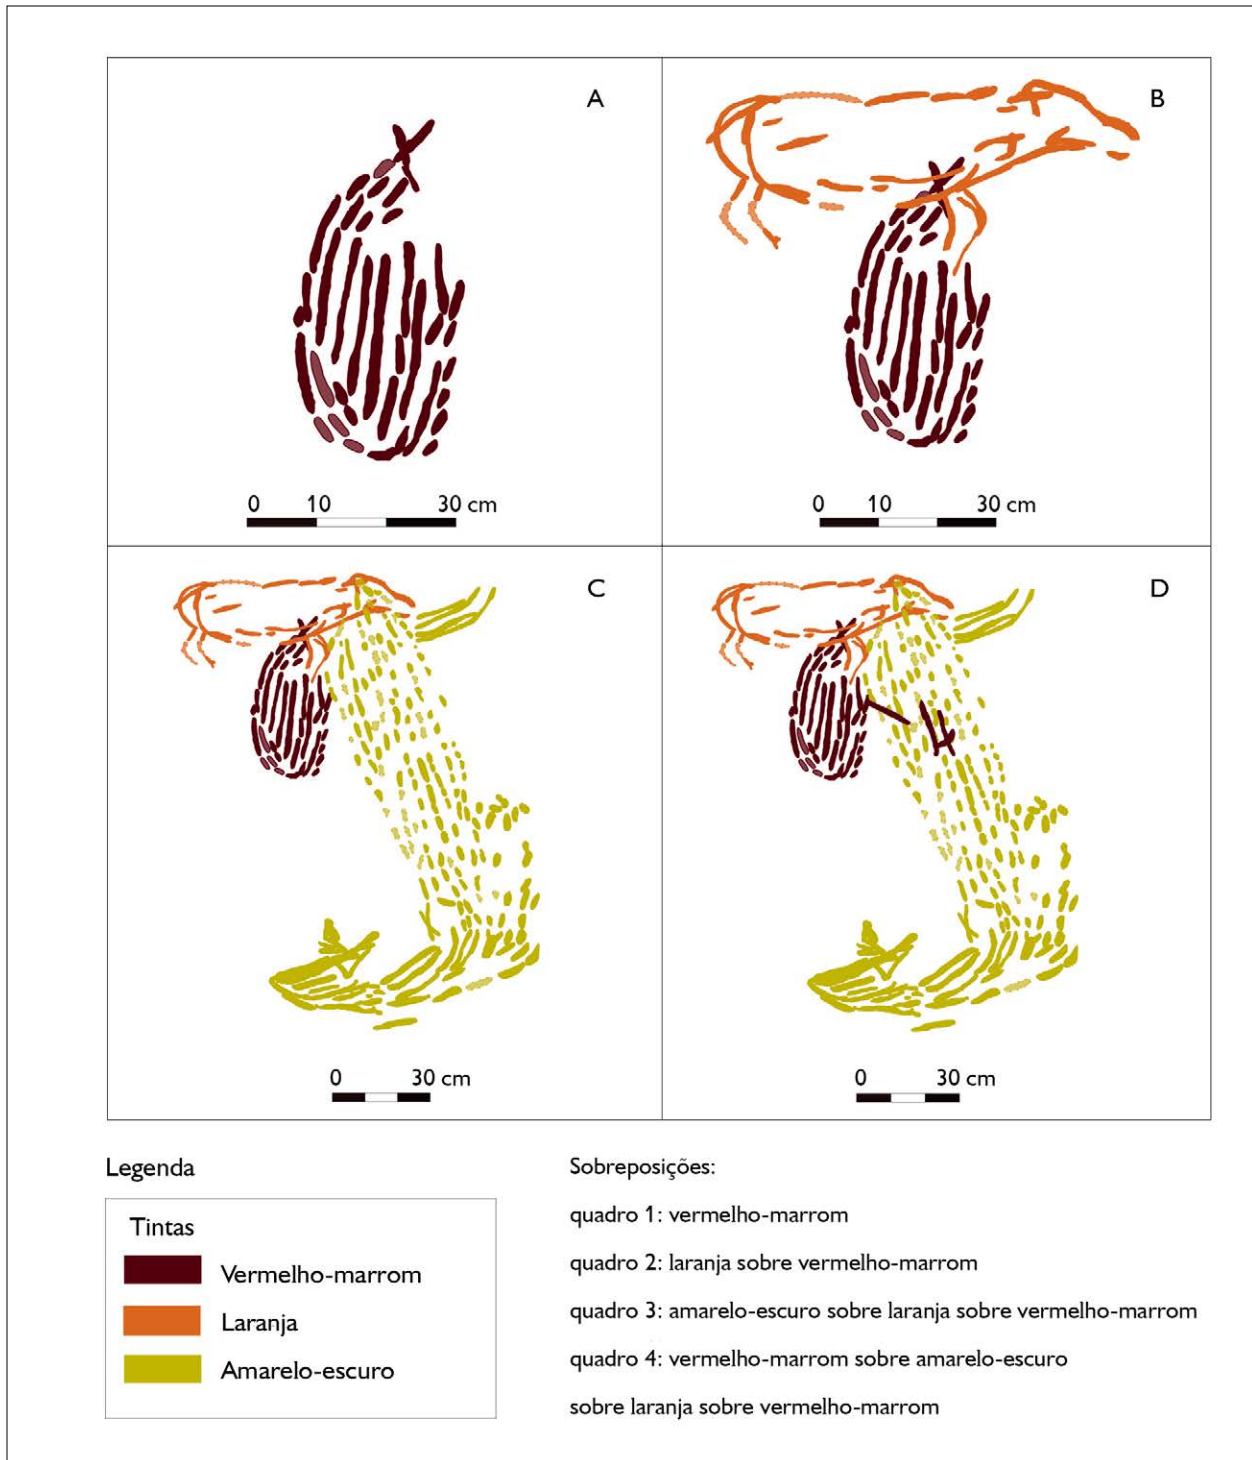 A
B
0 10 30 cm
0 10 30 cm
C
D
0 30 cm
0 30 cm
Legenda
Tintas
Vermelho-marrom
Laranja
Amarelo-escuro
Sobreposições:
quadro 1: vermelho-marrom
quadro 2: laranja sobre vermelho-marrom
quadro 3: amarelo-escuro sobre laranja sobre vermelho-marrom
quadro 4: vermelho-marrom sobre amarelo-escuro
sobre laranja sobre vermelho-marrom